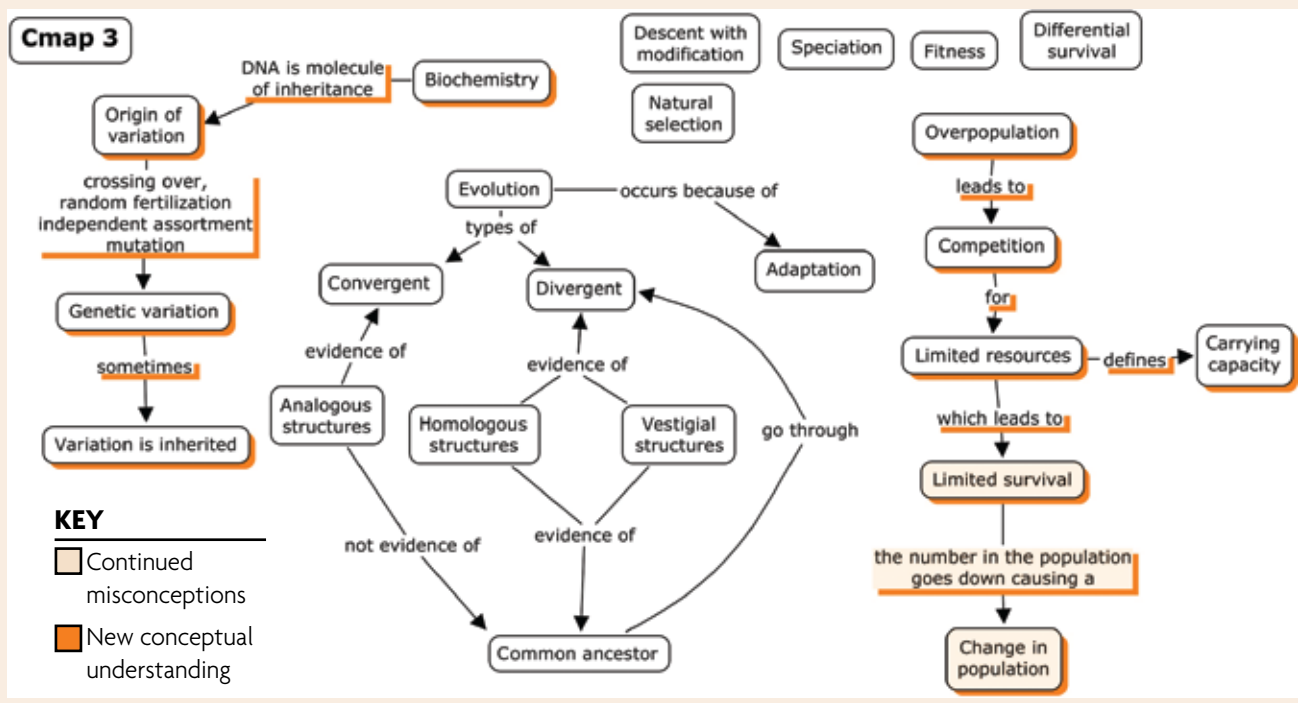 Cmap 3
DNA is molecule
of inheritance
Biochemistry
Origin of
variation
crossing over,
random fertilization
independent assortment
mutation
Genetic variation
sometimes
Variation is inherited
KEY
Continued
misconceptions
New conceptual
understanding
Descent with
modification
Speciation
Fitness
Differential
survival
Natural
selection
Evolution
occurs because of
types of
Adaptation
Convergent
Divergent
evidence of
evidence of
Analogous
structures
Homologous
structures
Vestigial
structures
go through
not evidence of
evidence of
Common ancestor
Overpopulation
leads to
Competition
for
Limited resources
defines
Carrying
capacity
which leads to
Limited survival
the number in the population
goes down causing a
Change in
population